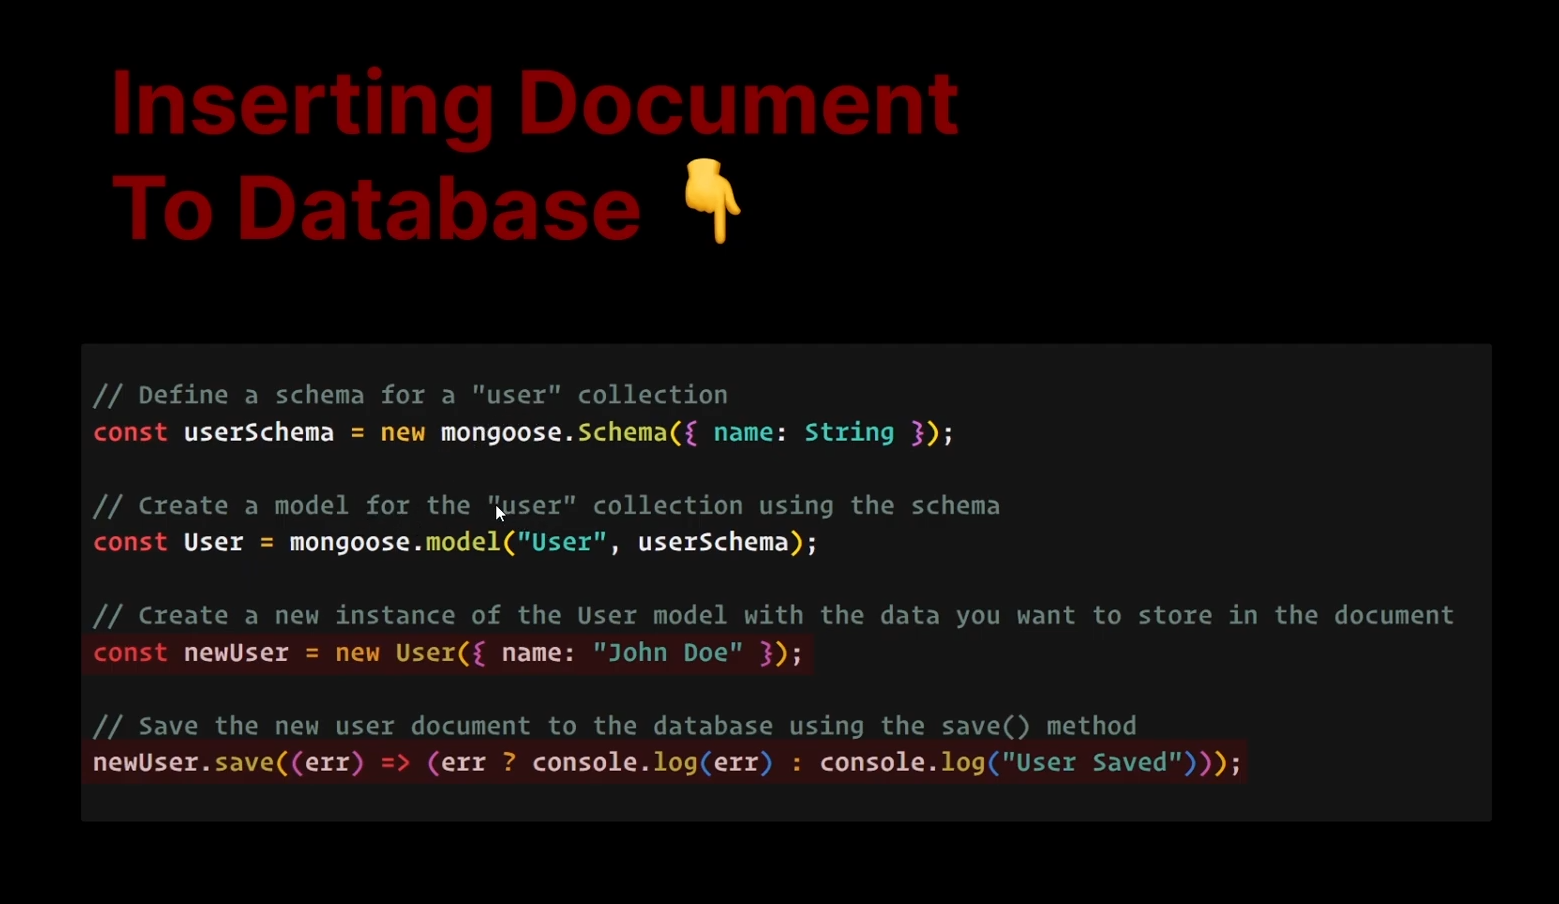 Inserting Document
To Database 👇
// Define a schema for a "user" collection
const userSchema = new mongoose.Schema({ name: String });
// Create a model for the "user" collection using the schema
const User = mongoose.model("User", userSchema);
// Create a new instance of the User model with the data you want to store in the document
const newUser = new User({ name: "John Doe" });
// Save the new user document to the database using the save() method
newUser.save((err) => (err ? console.log(err) : console.log("User Saved")));